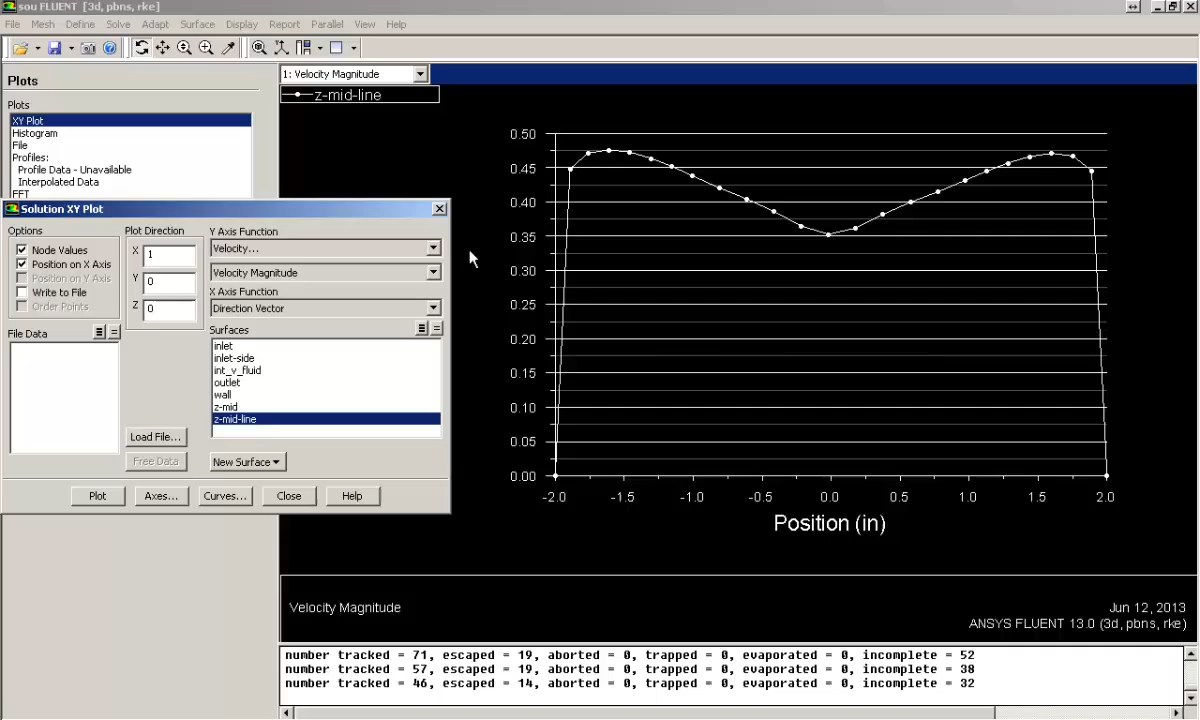 sou FLUENT [3d, pbns, rke]
File Mesh Define Solve Adapt Surface Display Report Parallel View Help
Plots
1: Velocity Magnitude
z-mid-line
Plots
XY Plot
Histogram
File
Profiles:
Profile Data - Unavailable
Interpolated Data
FFT
Solution XY Plot
Options
Node Values
Position on X Axis
Position on Y Axis
Write to File
Order Points
Plot Direction
X 1
Y 0
Z 0
Y Axis Function
Velocity...
Velocity Magnitude
X Axis Function
Direction Vector
File Data
Surfaces
inlet
inlet-side
int_v_fluid
outlet
wall
z-mid
z-mid-line
Load File...
Free Data
New Surface
Plot Axes... Curves... Close Help
0.50
0.45
0.40
0.35
0.30
0.25
0.20
0.15
0.10
0.05
0.00
-2.0 -1.5 -1.0 -0.5 0.0 0.5 1.0 1.5 2.0
Position (in)
Velocity Magnitude
Jun 12, 2013
ANSYS FLUENT 13.0 (3d, pbns, rke)
number tracked = 71, escaped = 19, aborted = 0, trapped = 0, evaporated = 0, incomplete = 52
number tracked = 57, escaped = 19, aborted = 0, trapped = 0, evaporated = 0, incomplete = 38
number tracked = 46, escaped = 14, aborted = 0, trapped = 0, evaporated = 0, incomplete = 32